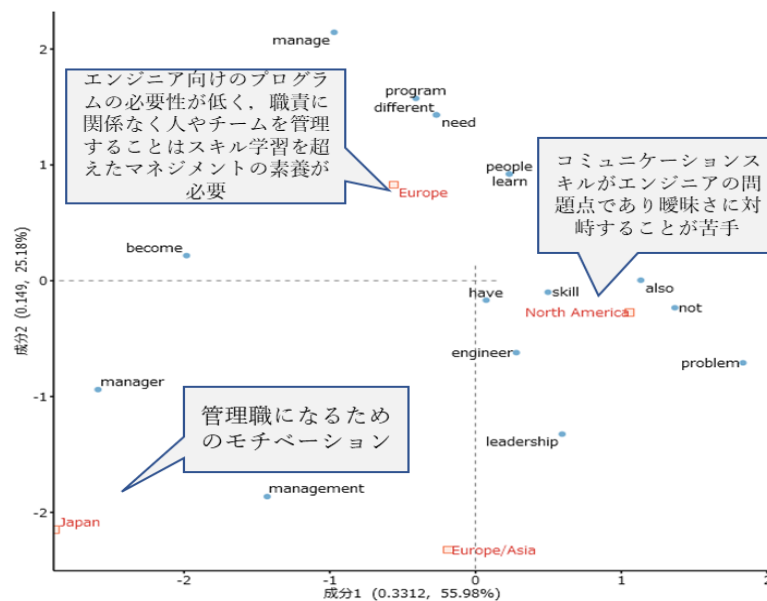 manage
2
エンジニア向けのプログラ
ムの必要性が低く，職責に
関係なく人やチームを管理
することはスキル学習を超
えたマネジメントの素養が
必要
program
different
need
people
learn
コミュニケーションス
キルがエンジニアの問
題点であり曖昧さに対
峙することが苦手
1
Europe
become
0
have
skill
also
not
North America
engineer
problem
manager
-1
管理職になるため
のモチベーション
leadership
management
-2
Japan
Europe/Asia
-2
-1
0
1
2
成分1 (0.3312, 55.98%)
成分2 (0.149, 25.18%)